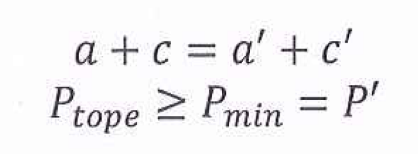 a + c = a′ + c′
P_tope ≥ P_min = P′